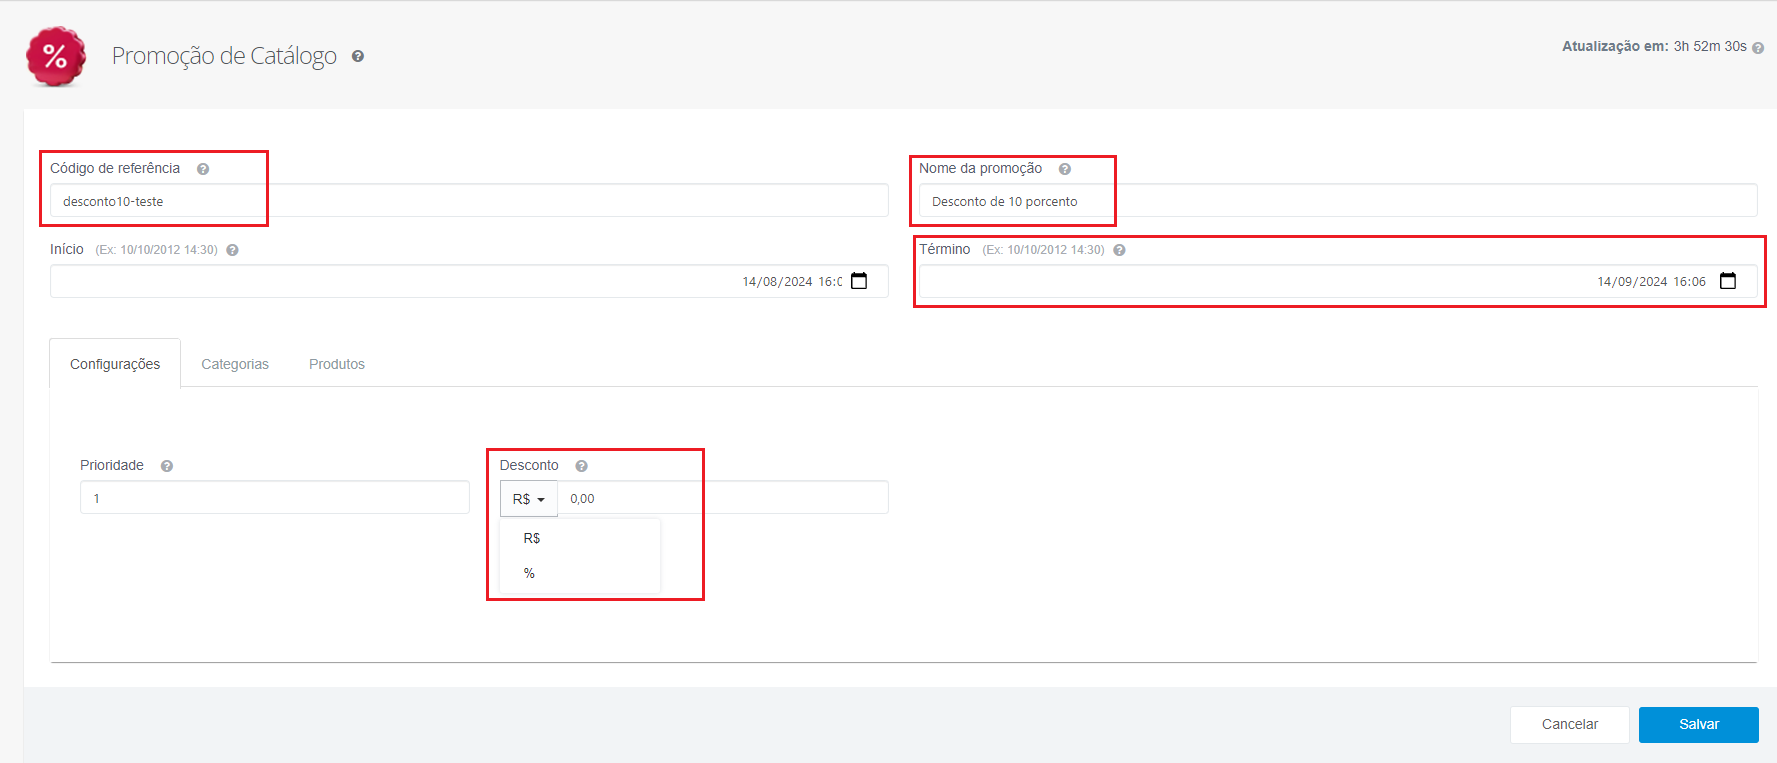 %
Promoção de Catálogo ?
Atualização em: 3h 52m 30s ?
Código de referência ?
Nome da promoção ?
desconto10-teste
Desconto de 10 porcento
Início (Ex: 10/10/2012 14:30) ?
Término (Ex: 10/10/2012 14:30) ?
14/08/2024 16:0
14/09/2024 16:06
Configurações Categorias Produtos
Prioridade ?
Desconto ?
1
R$ 0,00
R$
%
Cancelar Salvar